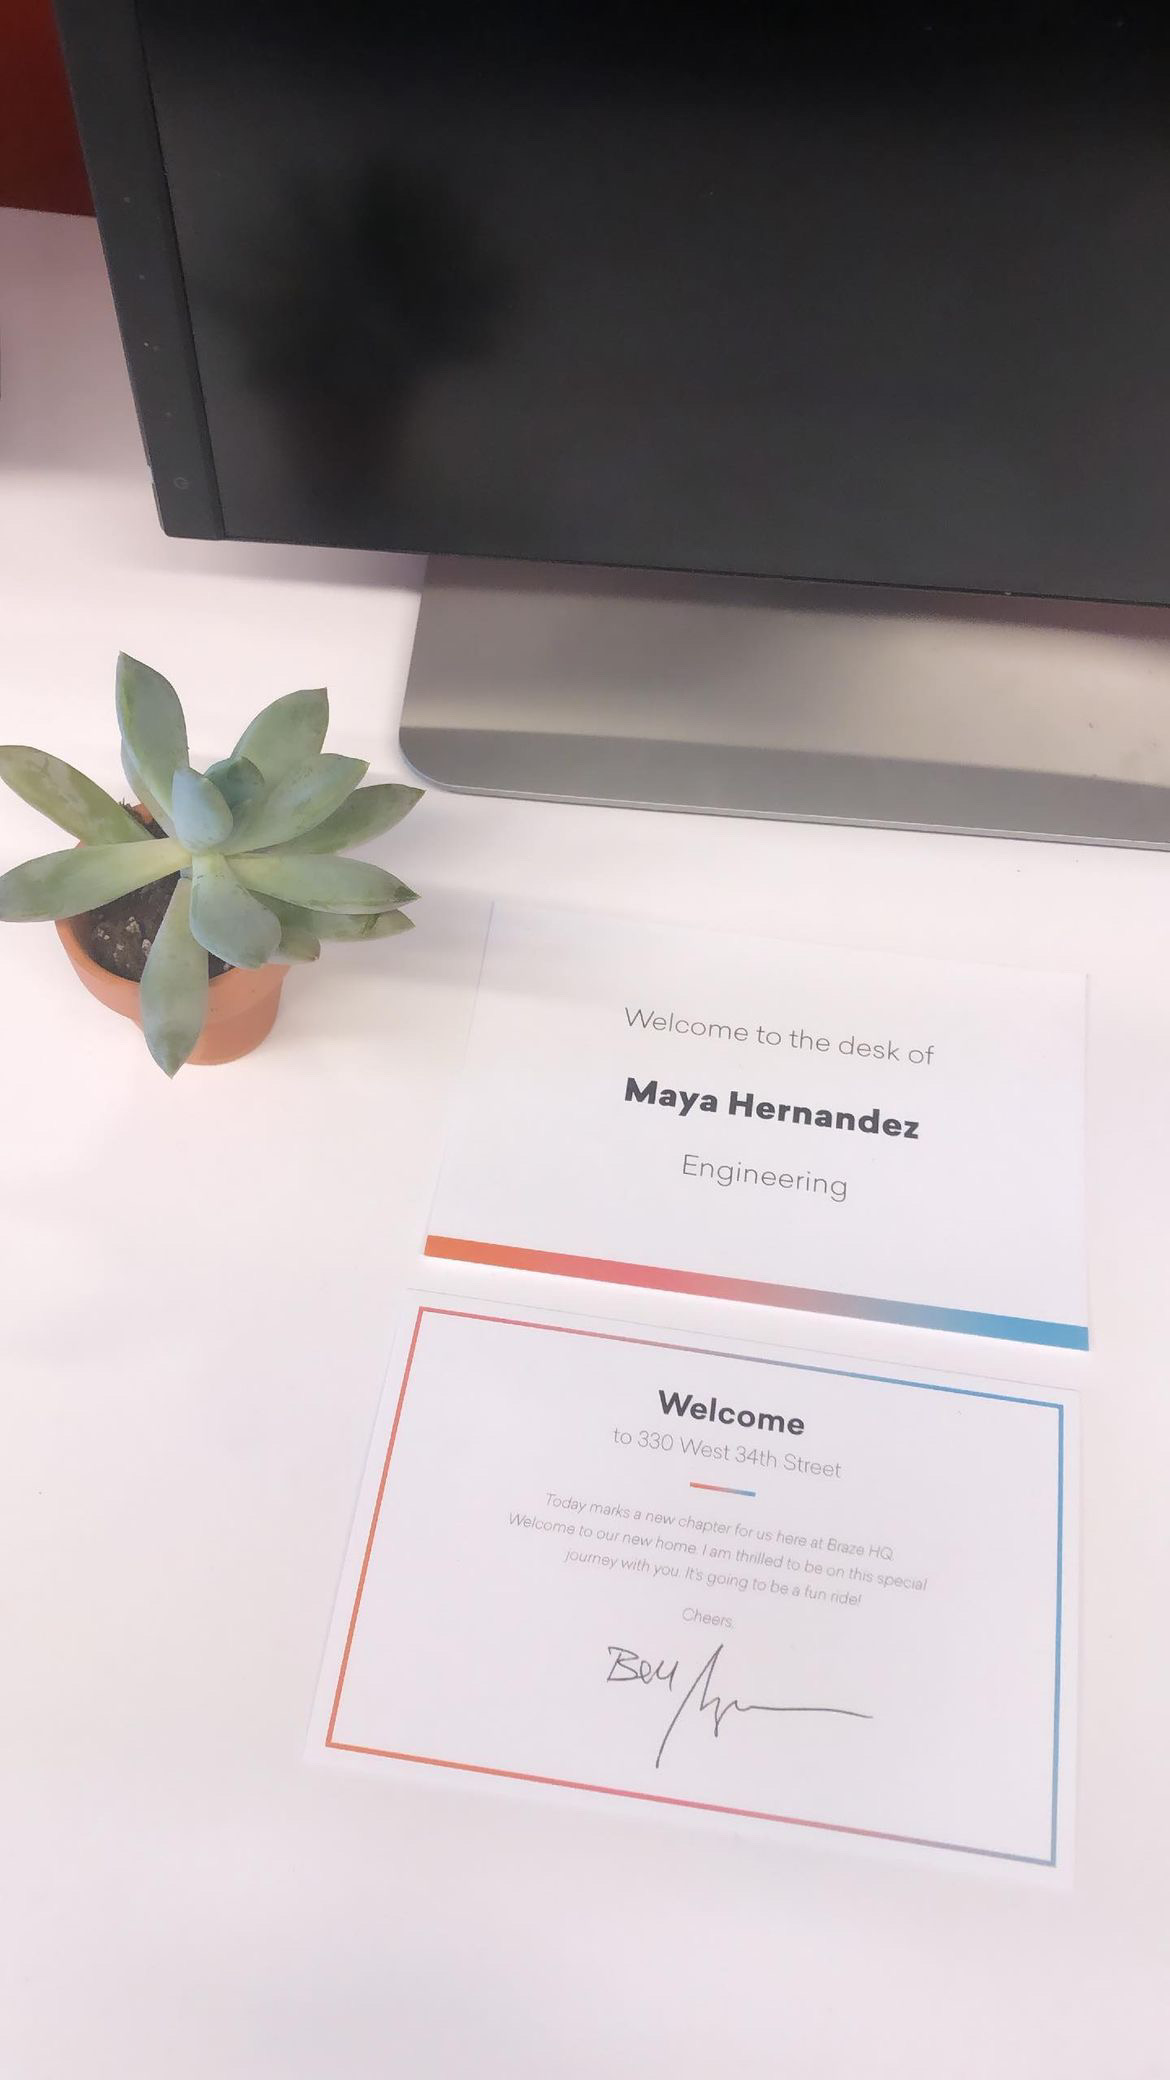 Welcome to the desk of
Maya Hernandez
Engineering
Welcome
to 330 West 34th Street
Today marks a new chapter for us here at Braze HQ.
Welcome to our new home. I am thrilled to be on this special
journey with you. It's going to be a fun ride!
Cheers,
Bill